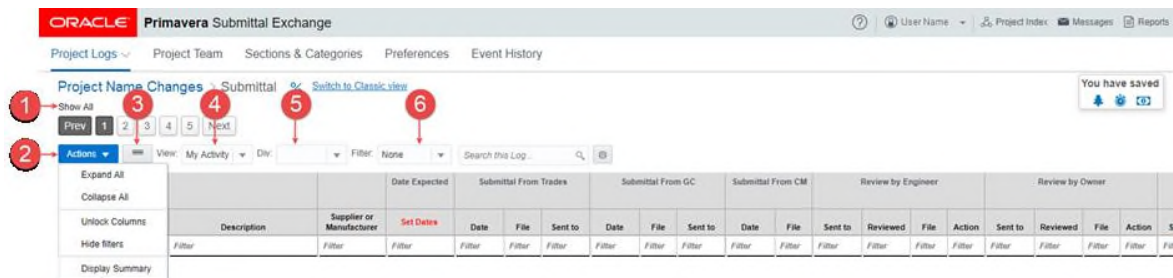 ORACLE Primavera Submittal Exchange User Name Project Index Messages Reports
Project Logs Project Team Sections & Categories Preferences Event History
Project Name Changes > Submittal Switch to Classic view
You have saved
1 Show All 3 4 5 6
Prev 1 2 3 4 5 Next
2 Actions View: My Activity Div: Filter: None Search this Log...
Expand All
Collapse All
Unlock Columns
Hide filters
Display Summary
Date Expected Submittal From Trades Submittal From GC Submittal From CM Review by Engineer Review by Owner
Description Supplier or Manufacturer Set Dates Date File Sent to Date File Sent to Date File Sent to Reviewed File Action Sent to Reviewed File Action S
Filter Filter Filter Filter Filter Filter Filter Filter Filter Filter Filter Filter Filter Filter Filter Filter Filter Filter Filter